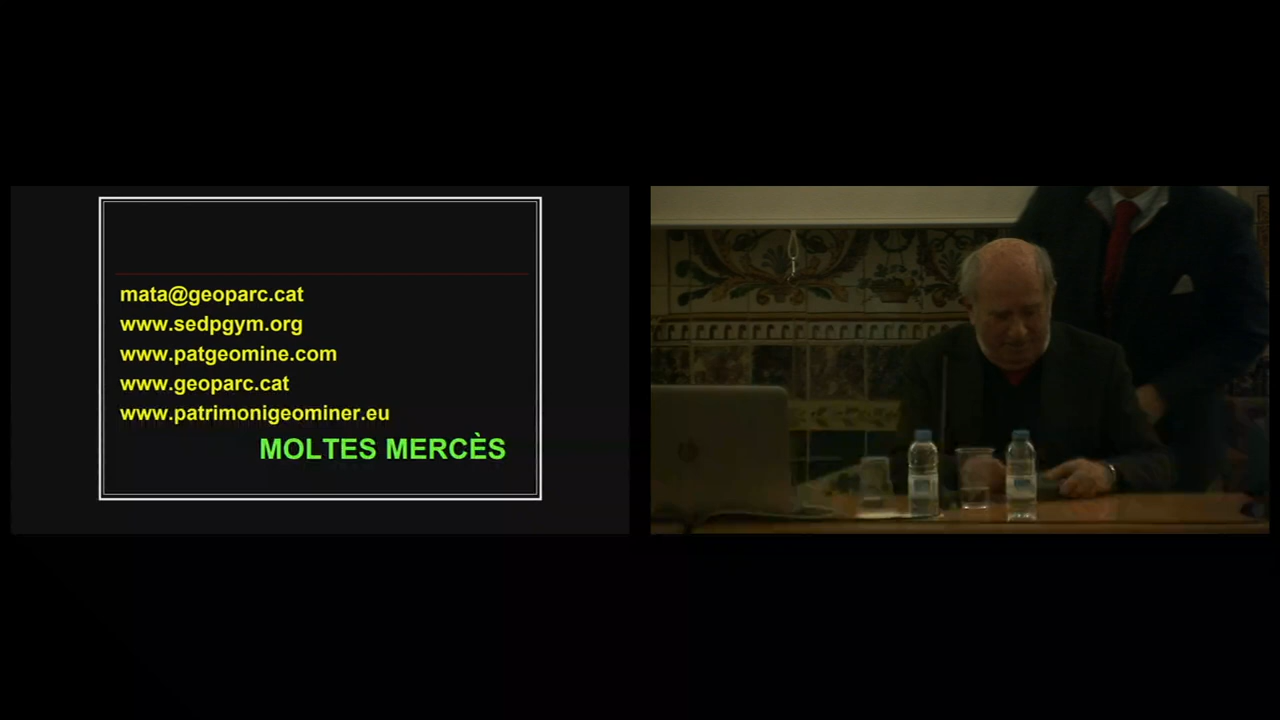 mata@geoparc.cat
www.sedpgym.org
www.patgeomine.com
www.geoparc.cat
www.patrimonigeominer.eu
MOLTES MERCÈS